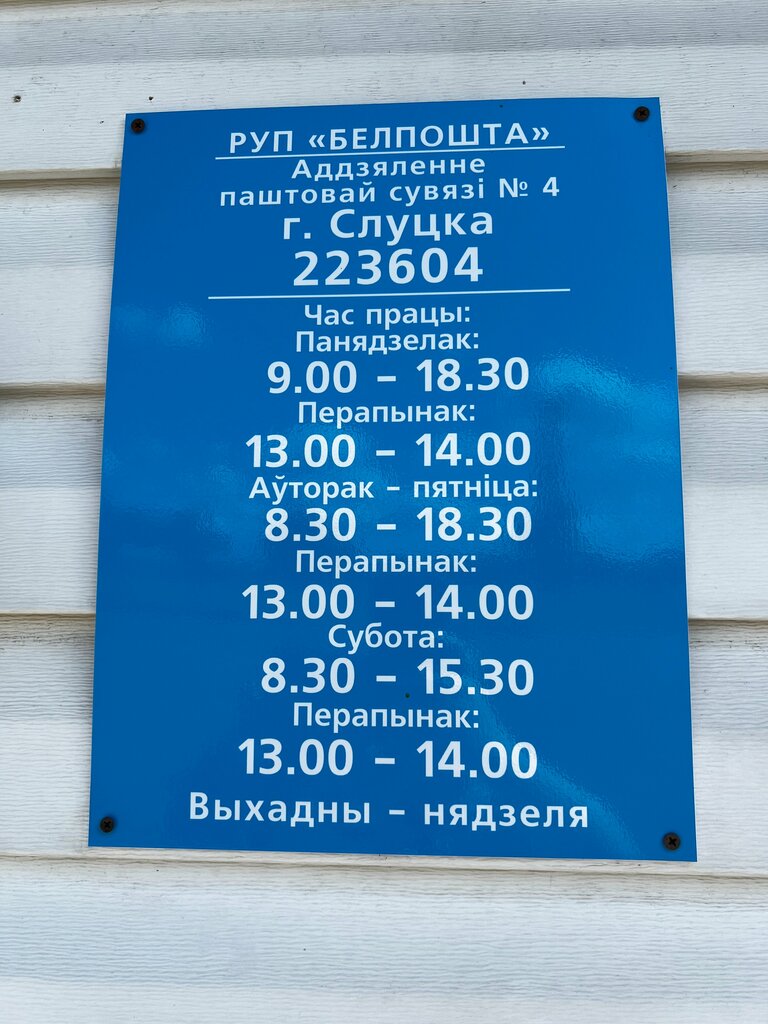 РУП «БЕЛПОШТА»
Аддзяленне
паштовай сувязі № 4
г. Слуцка
223604
Час працы:
Панядзелак:
9.00 – 18.30
Перапынак:
13.00 – 14.00
Аўторак – пятніца:
8.30 – 18.30
Перапынак:
13.00 – 14.00
Субота:
8.30 – 15.30
Перапынак:
13.00 – 14.00
Выхадны – нядзеля